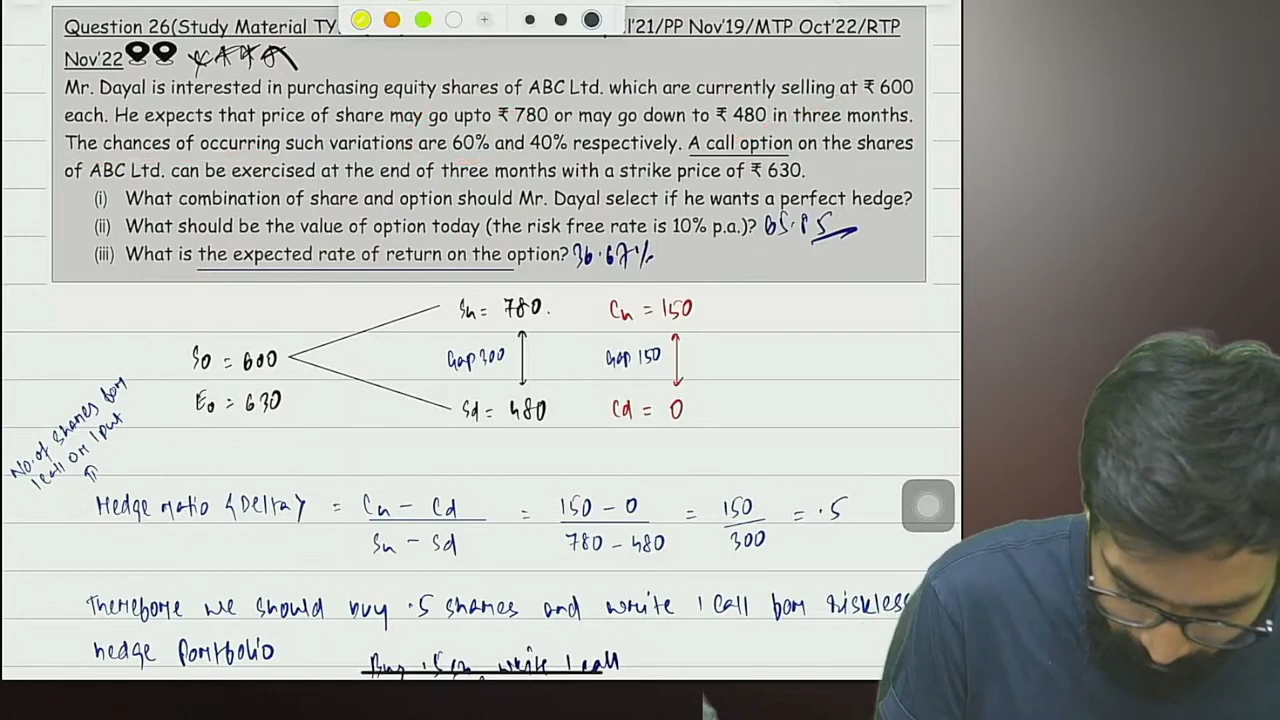 Question 26(Study Material TY l'21/PP Nov'19/MTP Oct'22/RTP
Nov'22
Mr. Dayal is interested in purchasing equity shares of ABC Ltd. which are currently selling at ₹ 600
each. He expects that price of share may go upto ₹ 780 or may go down to ₹ 480 in three months.
The chances of occurring such variations are 60% and 40% respectively. A call option on the shares
of ABC Ltd. can be exercised at the end of three months with a strike price of ₹ 630.
(i) What combination of share and option should Mr. Dayal select if he wants a perfect hedge?
(ii) What should be the value of option today (the risk free rate is 10% p.a.)? 65.85
(iii) What is the expected rate of return on the option? 36.67%
Su = 780. Cu = 150
S0 = 600 Gap 300 Gap 150
E0 = 630 Sd = 480 Cd = 0
No. of shares for
1 call or 1 put
Hedge ratio {Delta} = Cu - Cd = 150 - 0 = 150 = .5
Su - Sd 780 - 480 300
Therefore we should buy .5 shares and write 1 call for riskless
hedge portfolio
write 1 call